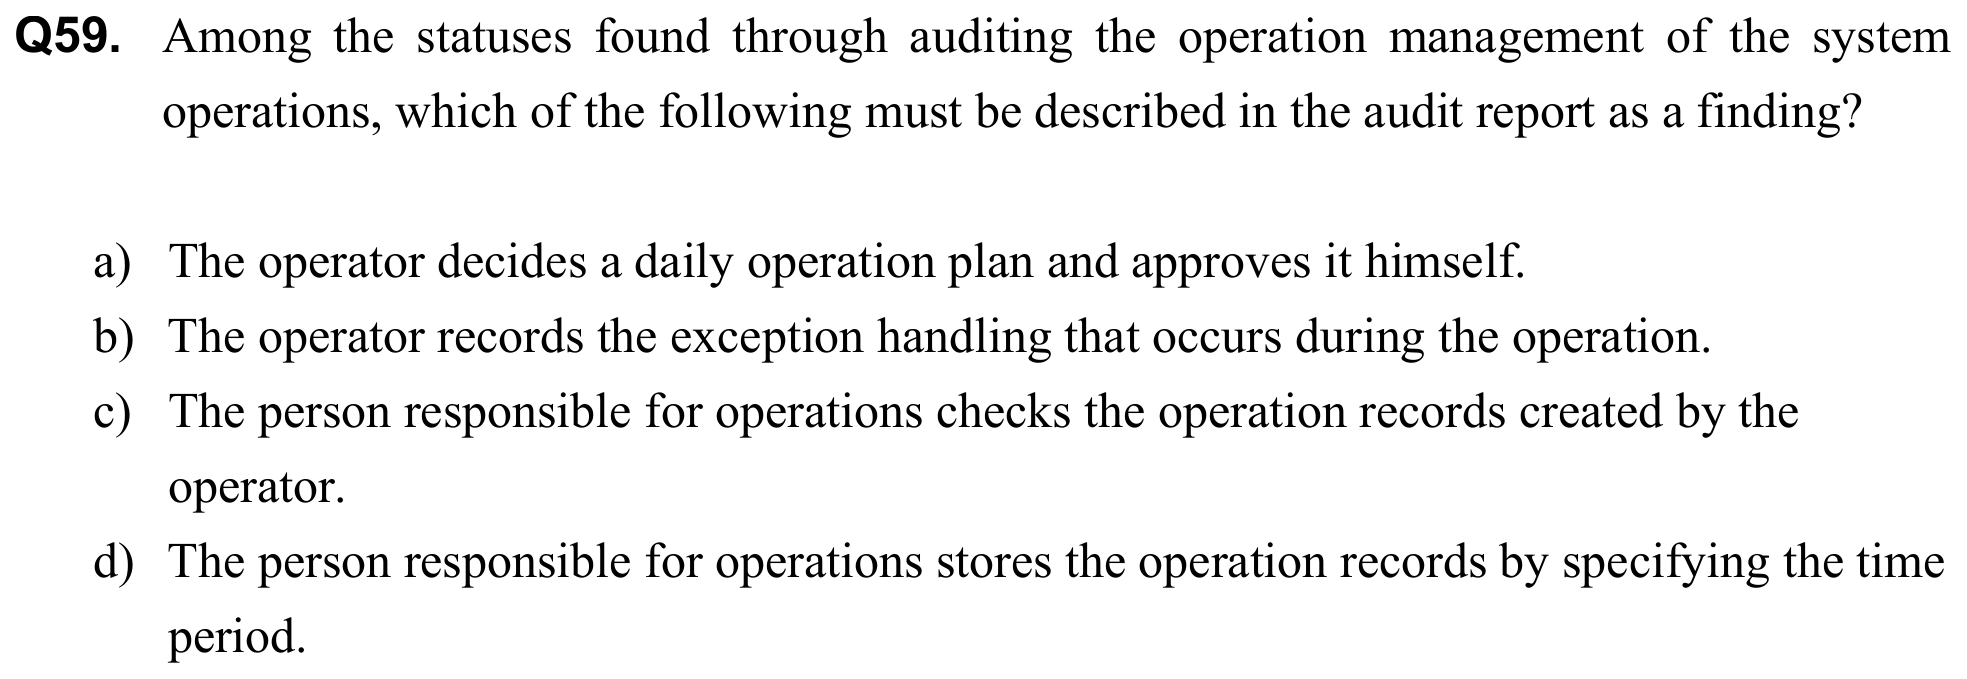 Q59. Among the statuses found through auditing the operation management of the system
operations, which of the following must be described in the audit report as a finding?
a) The operator decides a daily operation plan and approves it himself.
b) The operator records the exception handling that occurs during the operation.
c) The person responsible for operations checks the operation records created by the
operator.
d) The person responsible for operations stores the operation records by specifying the time
period.